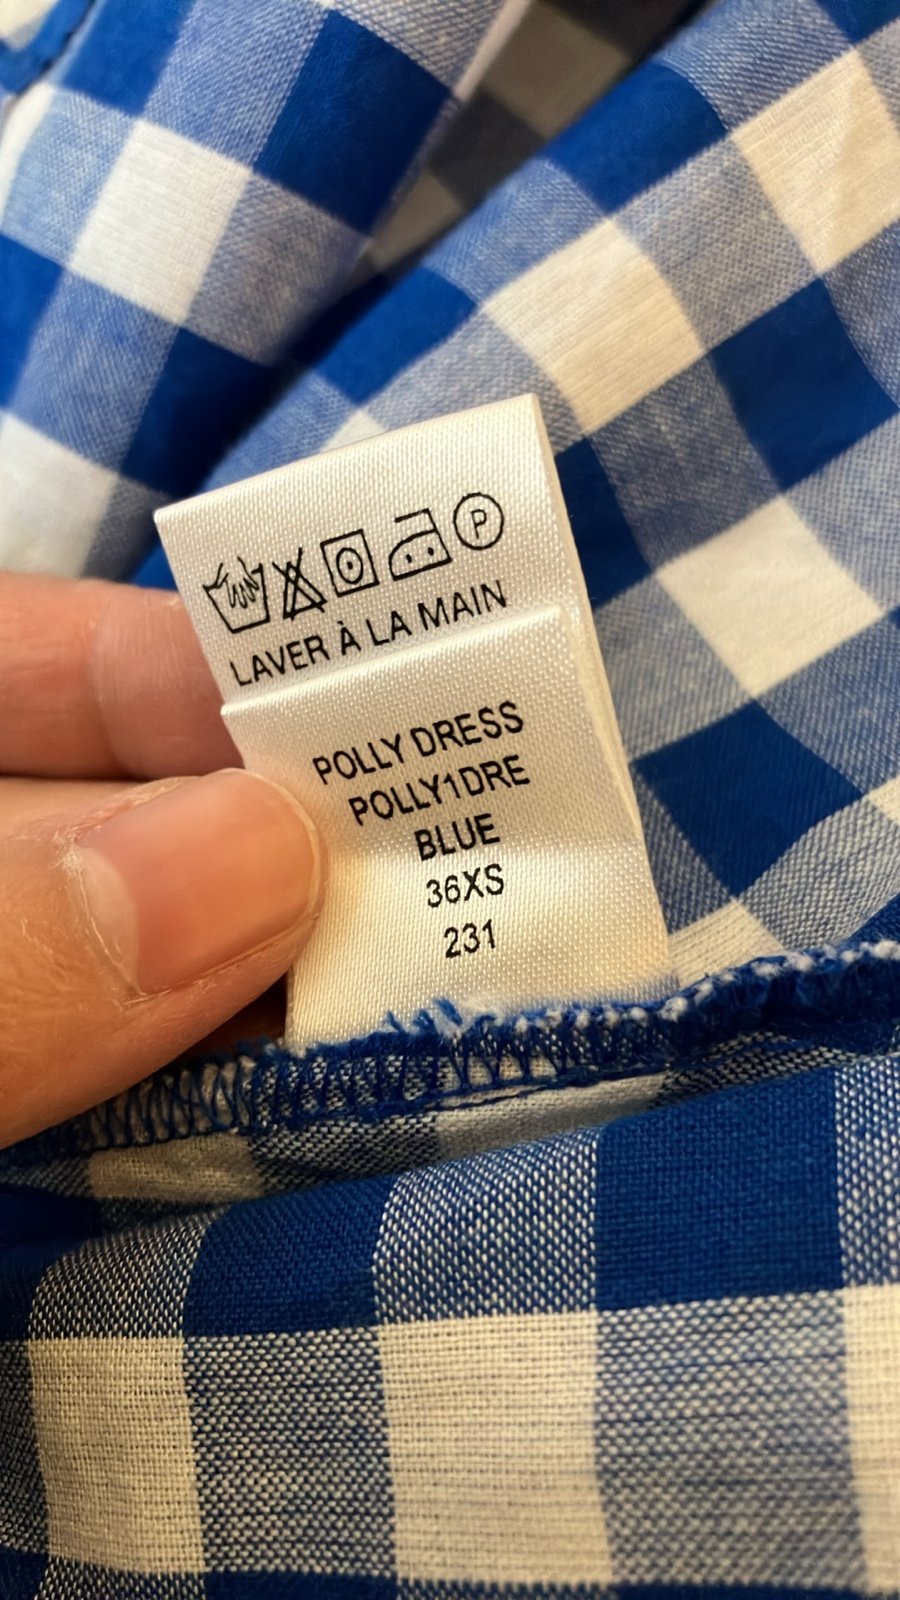 P
LAVER À LA MAIN
POLLY DRESS
POLLY1DRE
BLUE
36XS
231